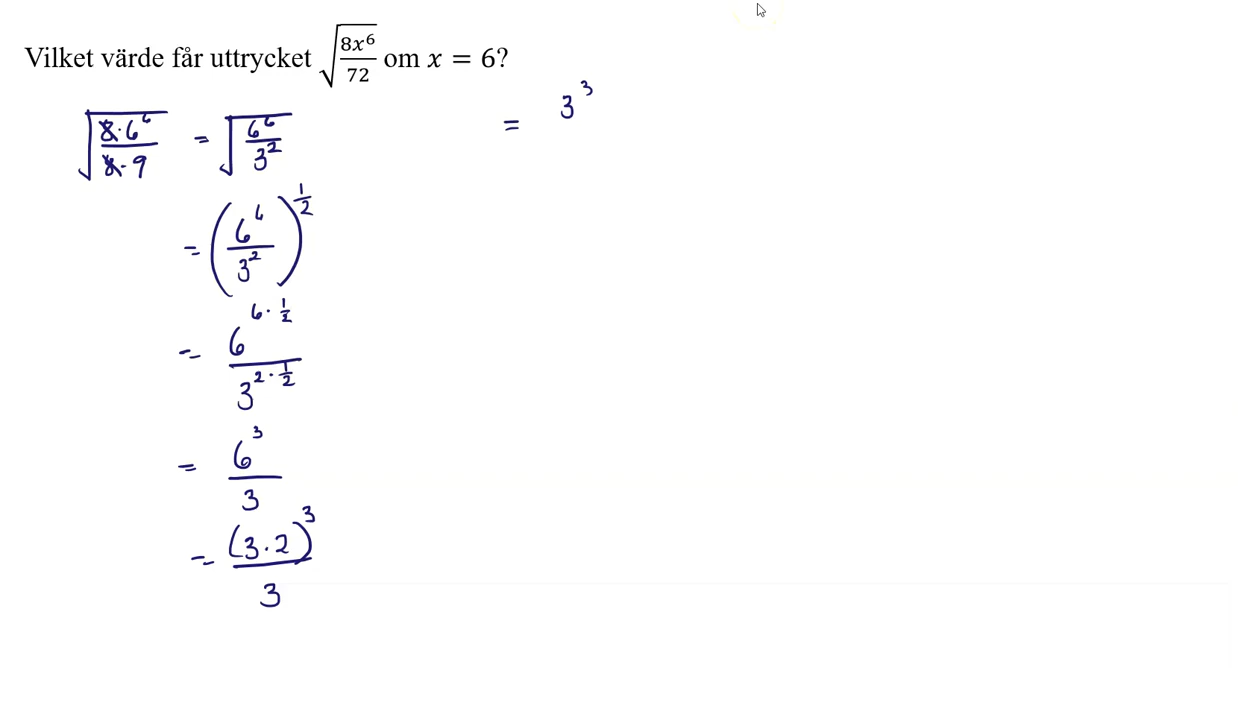 Vilket värde får uttrycket √(8x⁶/72) om x = 6?
√(8·6⁶/8·9) = √(6⁶/3²)
= (6⁶/3²)^(1/2)
= 6^(6·1/2)/3^(2·1/2)
= 6³/3
= (3·2)³/3
= 3³